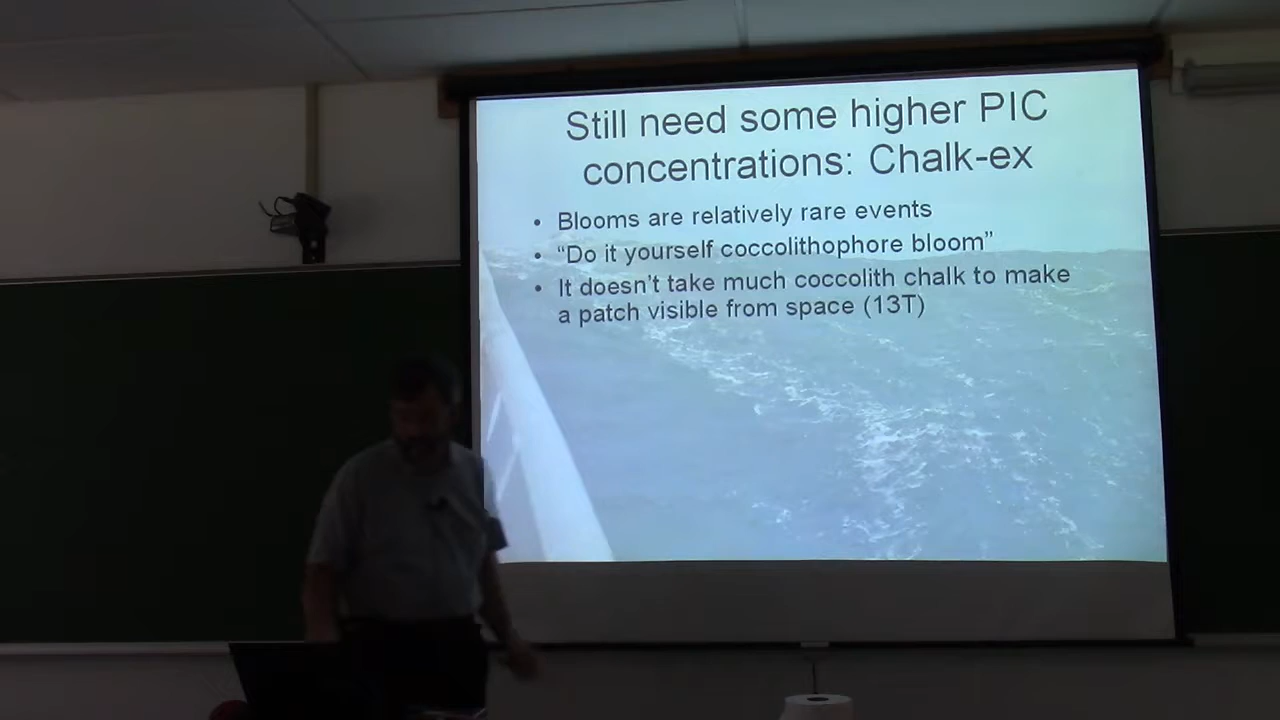 Still need some higher PIC
concentrations: Chalk-ex
• Blooms are relatively rare events
• “Do it yourself coccolithophore bloom”
• It doesn’t take much coccolith chalk to make
a patch visible from space (13T)